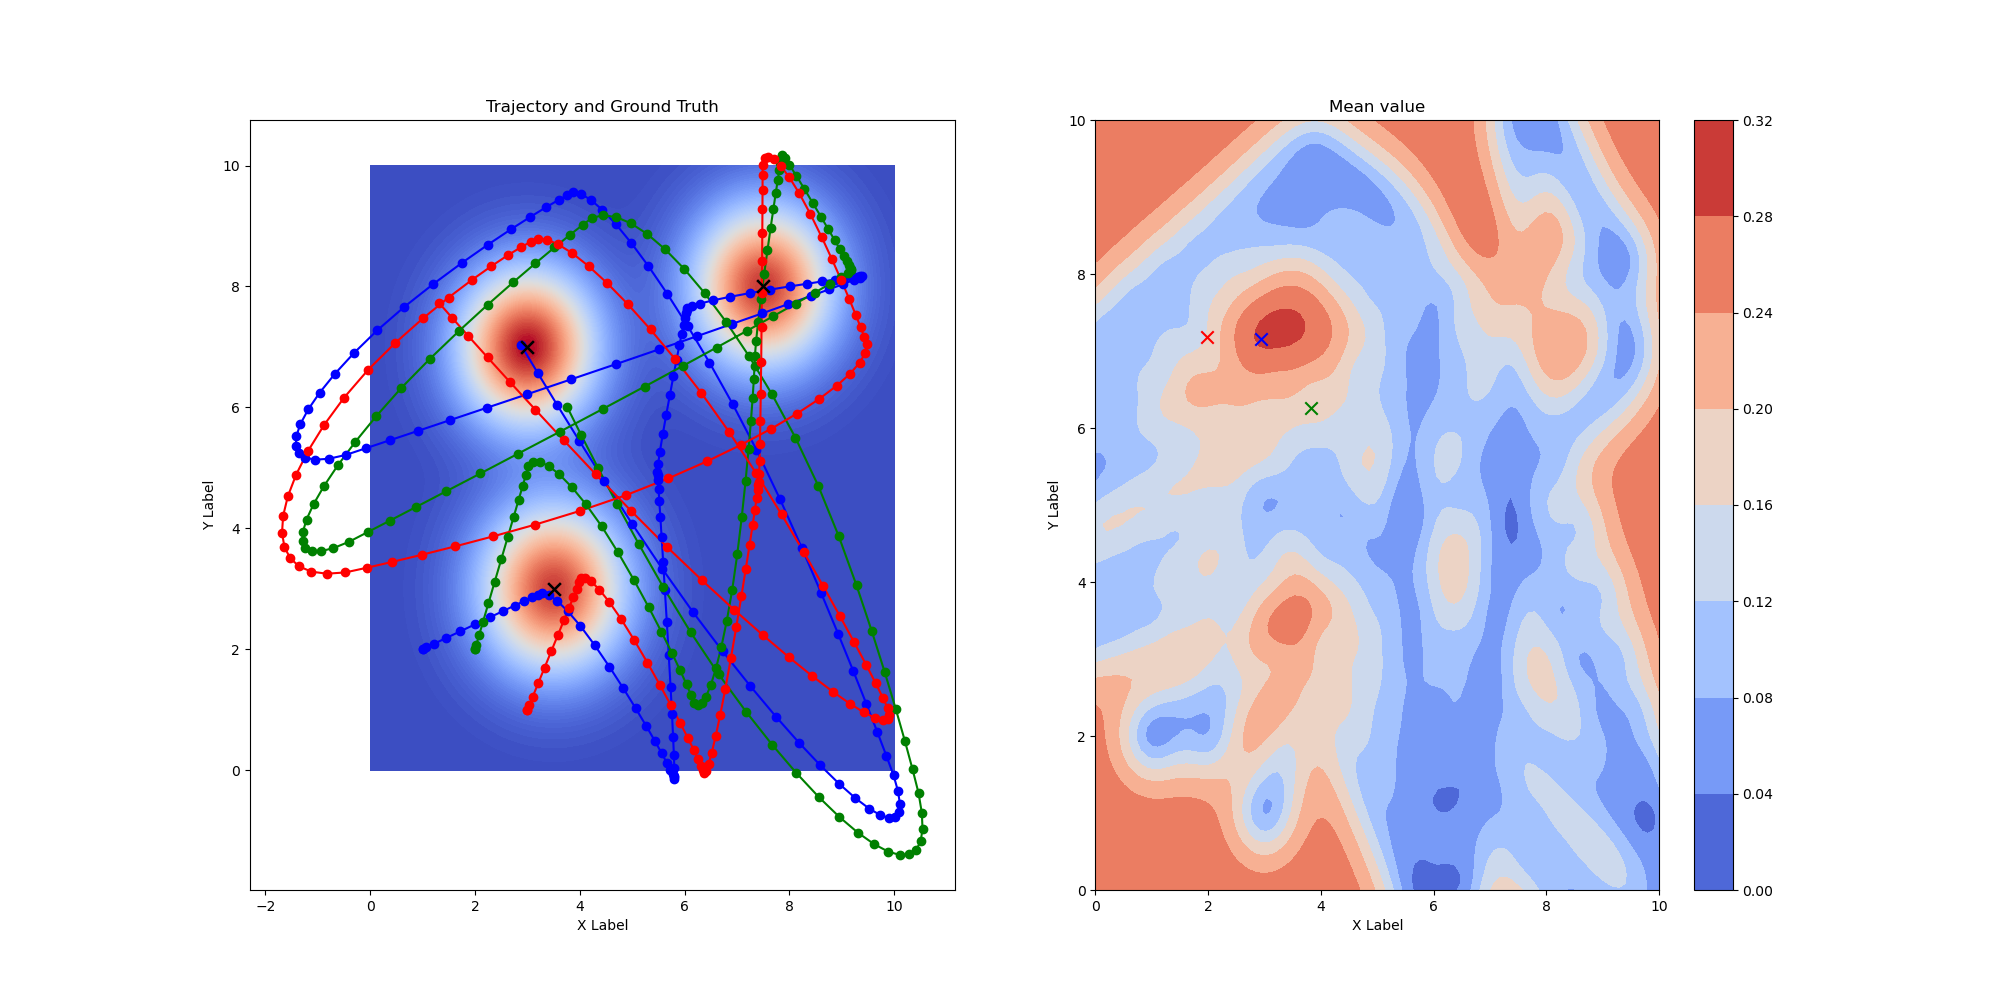 Trajectory and Ground Truth
Y Label
10
8
6
4
2
0
−2 0 2 4 6 8 10
X Label
Mean value
Y Label
10
8
6
4
2
0
0 2 4 6 8 10
X Label
0.32
0.28
0.24
0.20
0.16
0.12
0.08
0.04
0.00